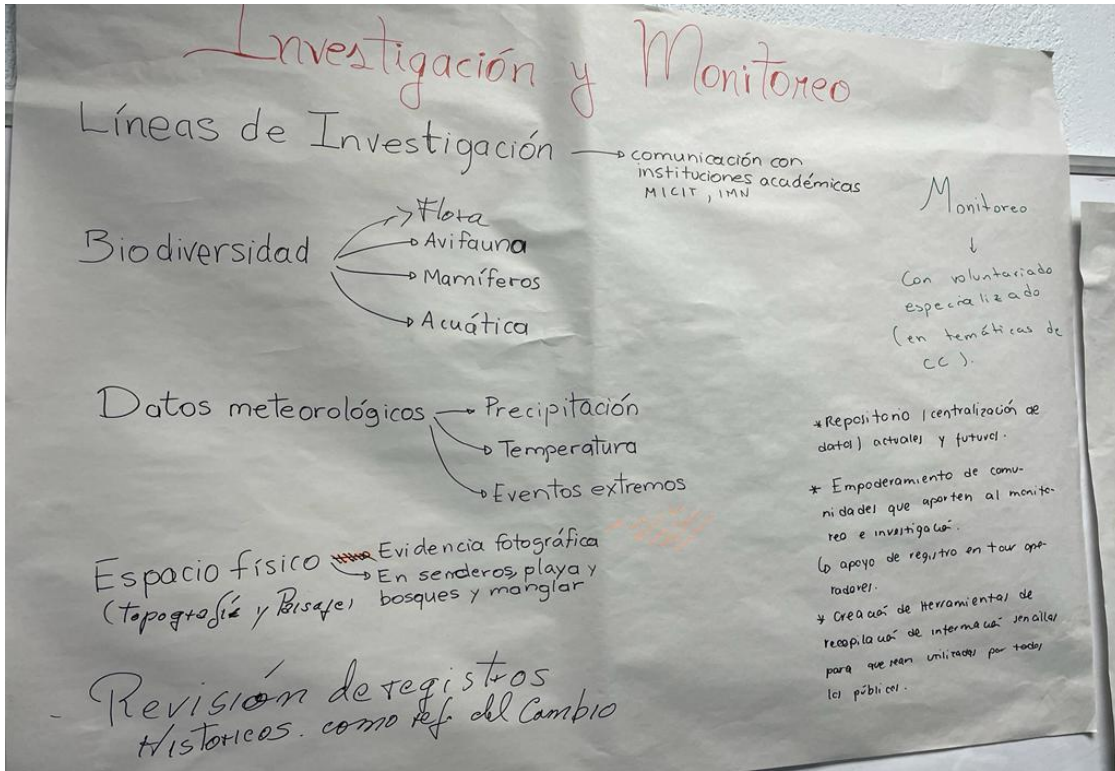 Investigación y Monitoreo
Líneas de Investigación → comunicación con
instituciones académicas
MICIT, IMN
Biodiversidad → Flora
→ Avifauna
→ Mamíferos
→ Acuática
Datos meteorológicos → Precipitación
→ Temperatura
→ Eventos extremos
Espacio físico Evidencia fotográfica
(Topografía y Paisaje) → En senderos, playa y
bosques y manglar
- Revisión de registros
Históricos. como ref. del Cambio
Monitoreo
↓
Con voluntariado
especializado
(en temáticas de
CC).
* Repositorio (centralización de
datos) actuales y futuros.
* Empoderamiento de comu-
nidades que aporten al monito-
reo e investigación.
↳ apoyo de registro en tour ope-
radores.
* Creación de Herramientas de
recopilación de información sencillas
para que sean utilizadas por todos
los públicos.